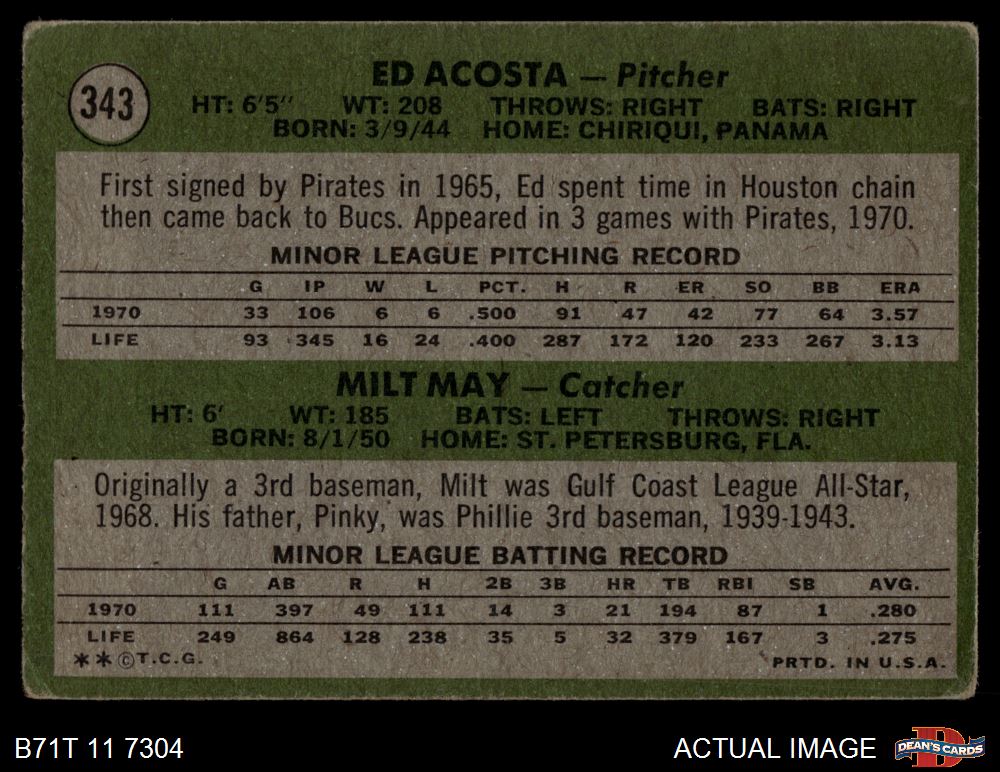 343
ED ACOSTA — Pitcher
HT: 6'5" WT: 208 THROWS: RIGHT BATS: RIGHT
BORN: 3/9/44 HOME: CHIRIQUI, PANAMA
First signed by Pirates in 1965, Ed spent time in Houston chain
then came back to Bucs. Appeared in 3 games with Pirates, 1970.
MINOR LEAGUE PITCHING RECORD
G IP W L PCT. H R ER SO BB ERA
1970 33 106 6 6 .500 91 47 42 77 64 3.57
LIFE 93 345 16 24 .400 287 172 120 233 267 3.13
MILT MAY — Catcher
HT: 6' WT: 185 BATS: LEFT THROWS: RIGHT
BORN: 8/1/50 HOME: ST. PETERSBURG, FLA.
Originally a 3rd baseman, Milt was Gulf Coast League All-Star,
1968. His father, Pinky, was Phillie 3rd baseman, 1939-1943.
MINOR LEAGUE BATTING RECORD
G AB R H 2B 3B HR TB RBI SB AVG.
1970 111 397 49 111 14 3 21 194 87 1 .280
LIFE 249 864 128 238 35 5 32 379 167 3 .275
**©T.C.G. PRTD. IN U.S.A.
B71T 11 7304 ACTUAL IMAGE D DEAN'S CARDS